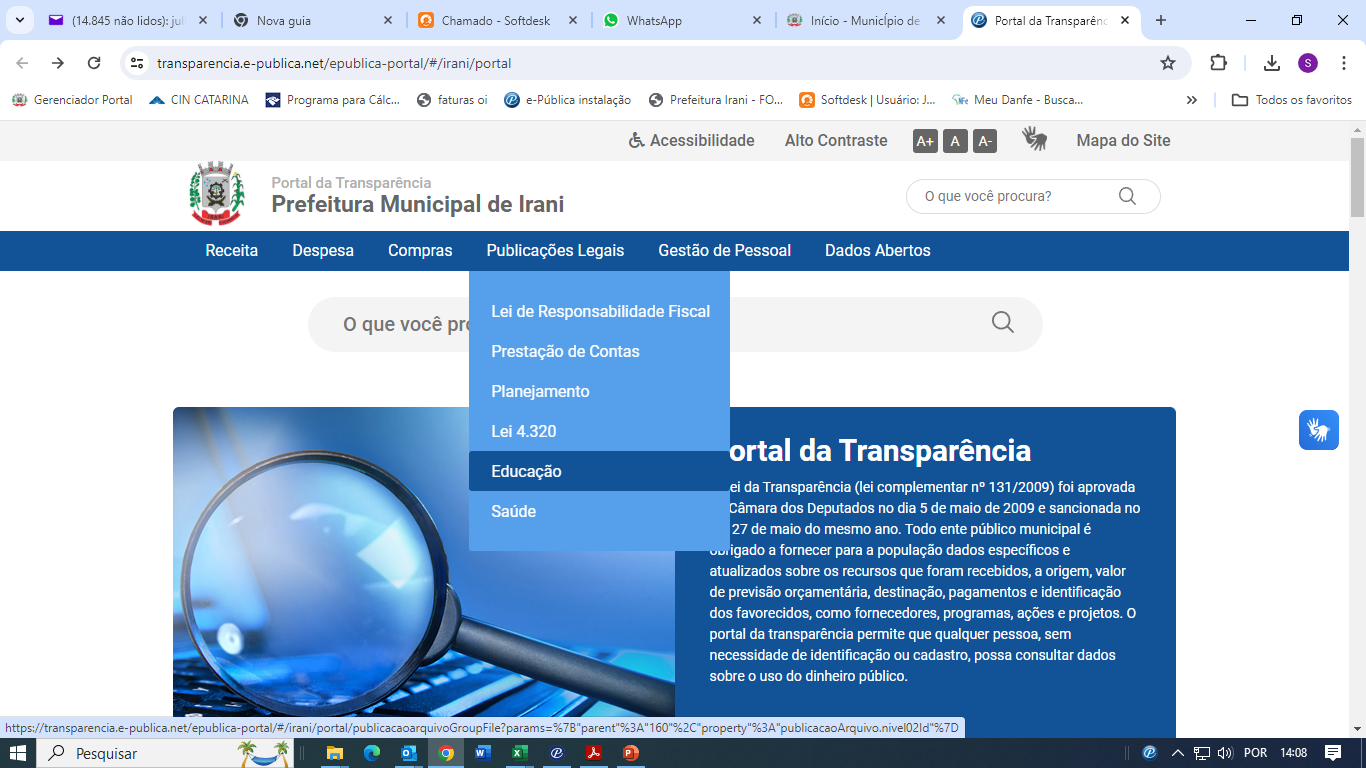 (14.845 não lidos): jul
Nova guia
Chamado - Softdesk
WhatsApp
Início - Município de
Portal da Transparênc
transparencia.e-publica.net/epublica-portal/#/irani/portal
S
Gerenciador Portal
CIN CATARINA
Programa para Cálc...
faturas oi
e-Pública instalação
Prefeitura Irani - FO...
Softdesk | Usuário: J...
Meu Danfe - Busca...
Todos os favoritos
Acessibilidade
Alto Contraste
A+ A A-
Mapa do Site
Portal da Transparência
Prefeitura Municipal de Irani
O que você procura?
Receita
Despesa
Compras
Publicações Legais
Gestão de Pessoal
Dados Abertos
Lei de Responsabilidade Fiscal
Prestação de Contas
Planejamento
Lei 4.320
Educação
Saúde
O que você pro
ortal da Transparência
ei da Transparência (lei complementar nº 131/2009) foi aprovada
Câmara dos Deputados no dia 5 de maio de 2009 e sancionada no
27 de maio do mesmo ano. Todo ente público municipal é
obrigado a fornecer para a população dados específicos e
atualizados sobre os recursos que foram recebidos, a origem, valor
de previsão orçamentária, destinação, pagamentos e identificação
dos favorecidos, como fornecedores, programas, ações e projetos. O
portal da transparência permite que qualquer pessoa, sem
necessidade de identificação ou cadastro, possa consultar dados
sobre o uso do dinheiro público.
https://transparencia.e-publica.net/epublica-portal/#/irani/portal/publicacaoarquivoGroupFile?params=%7B"parent"%3A"160"%2C"property"%3A"publicacaoArquivo.nivel02Id"%7D
Pesquisar
POR
14:08